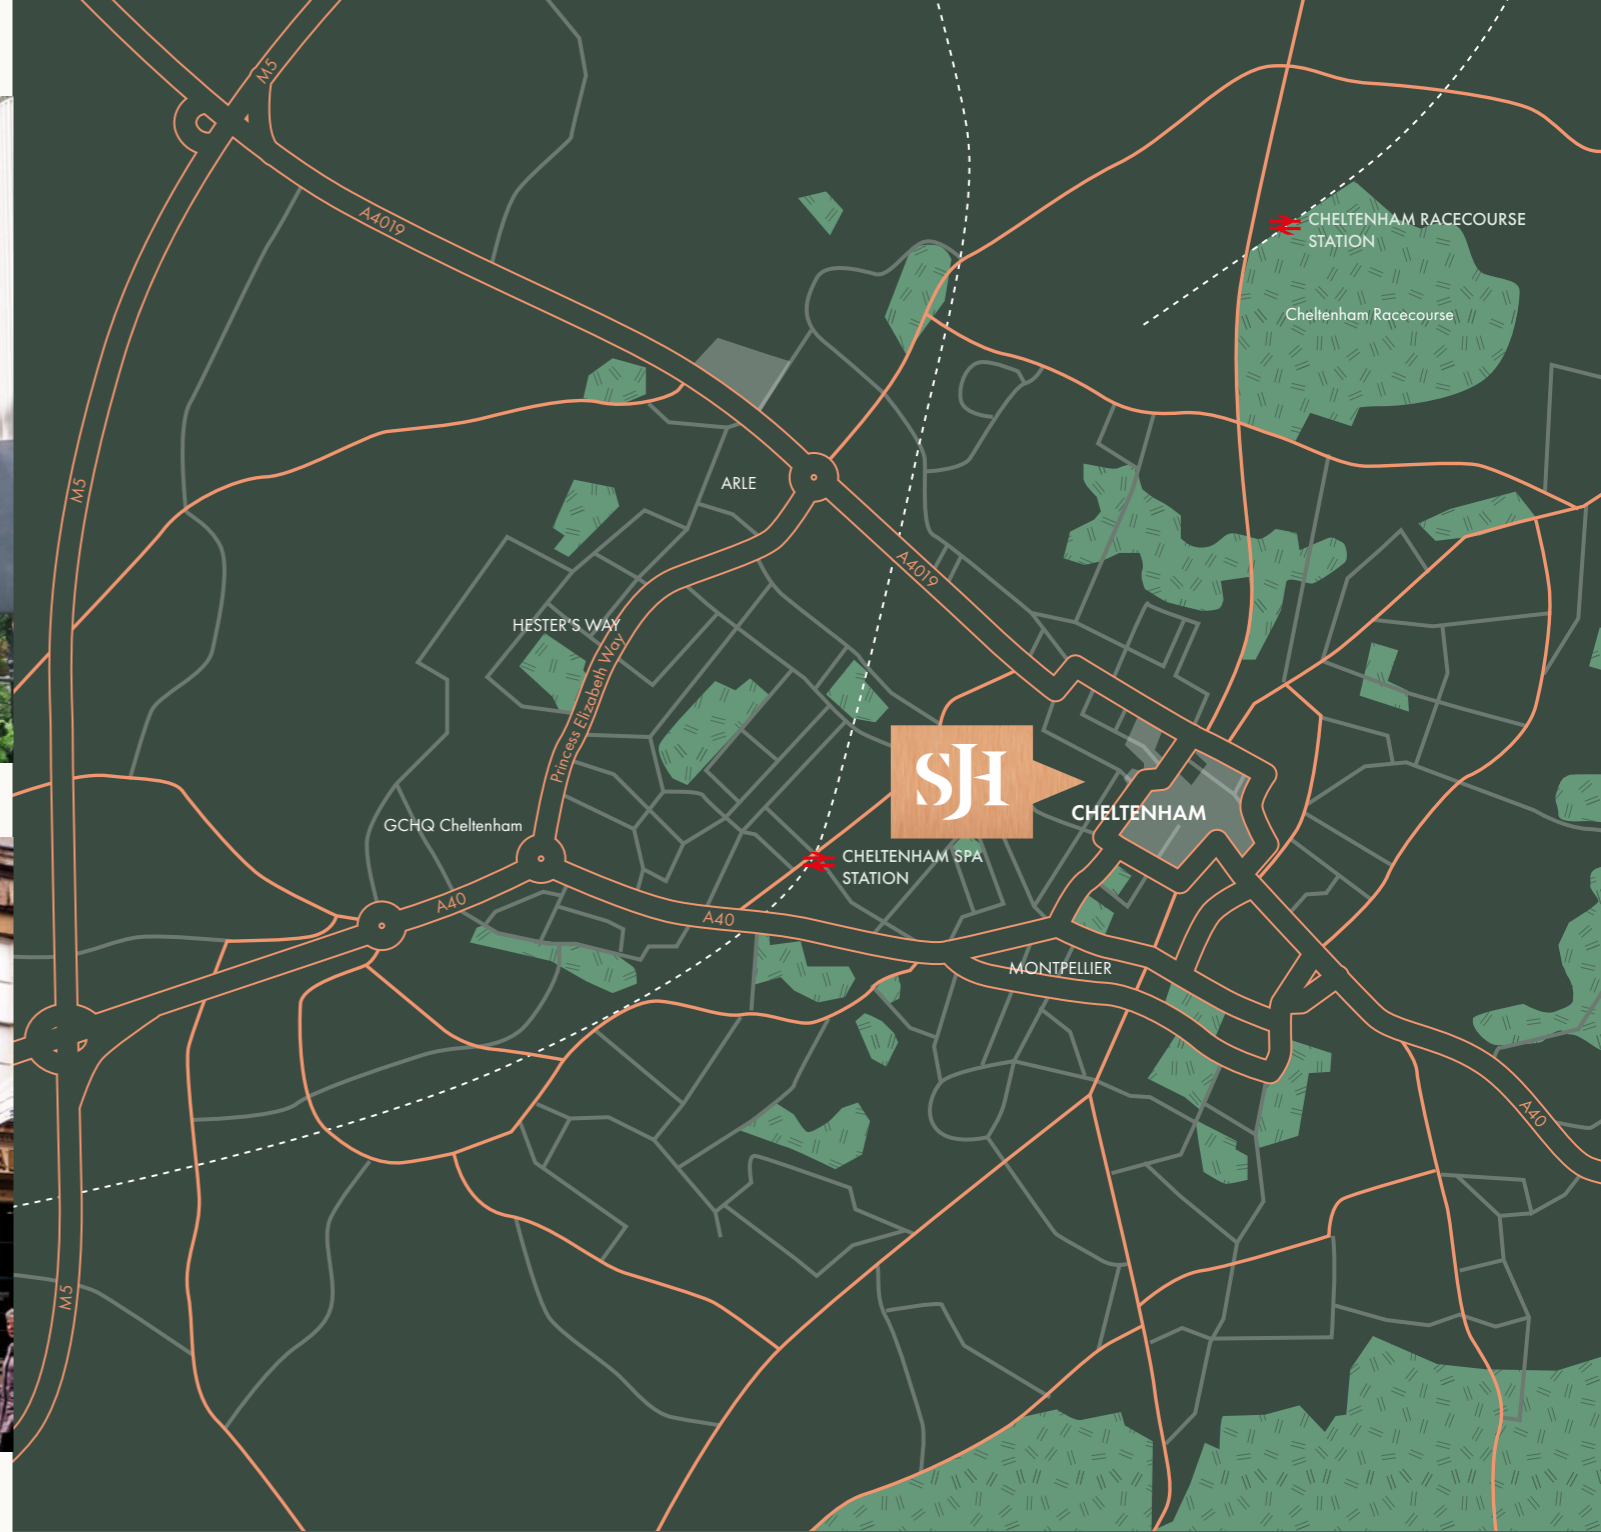 M5
A4019
CHELTENHAM RACECOURSE
STATION
Cheltenham Racecourse
M5
ARLE
A4019
HESTER'S WAY
Princess Elizabeth Way
SJH
CHELTENHAM
GCHQ Cheltenham
CHELTENHAM SPA
STATION
A40
A40
MONTPELLIER
A40
M5